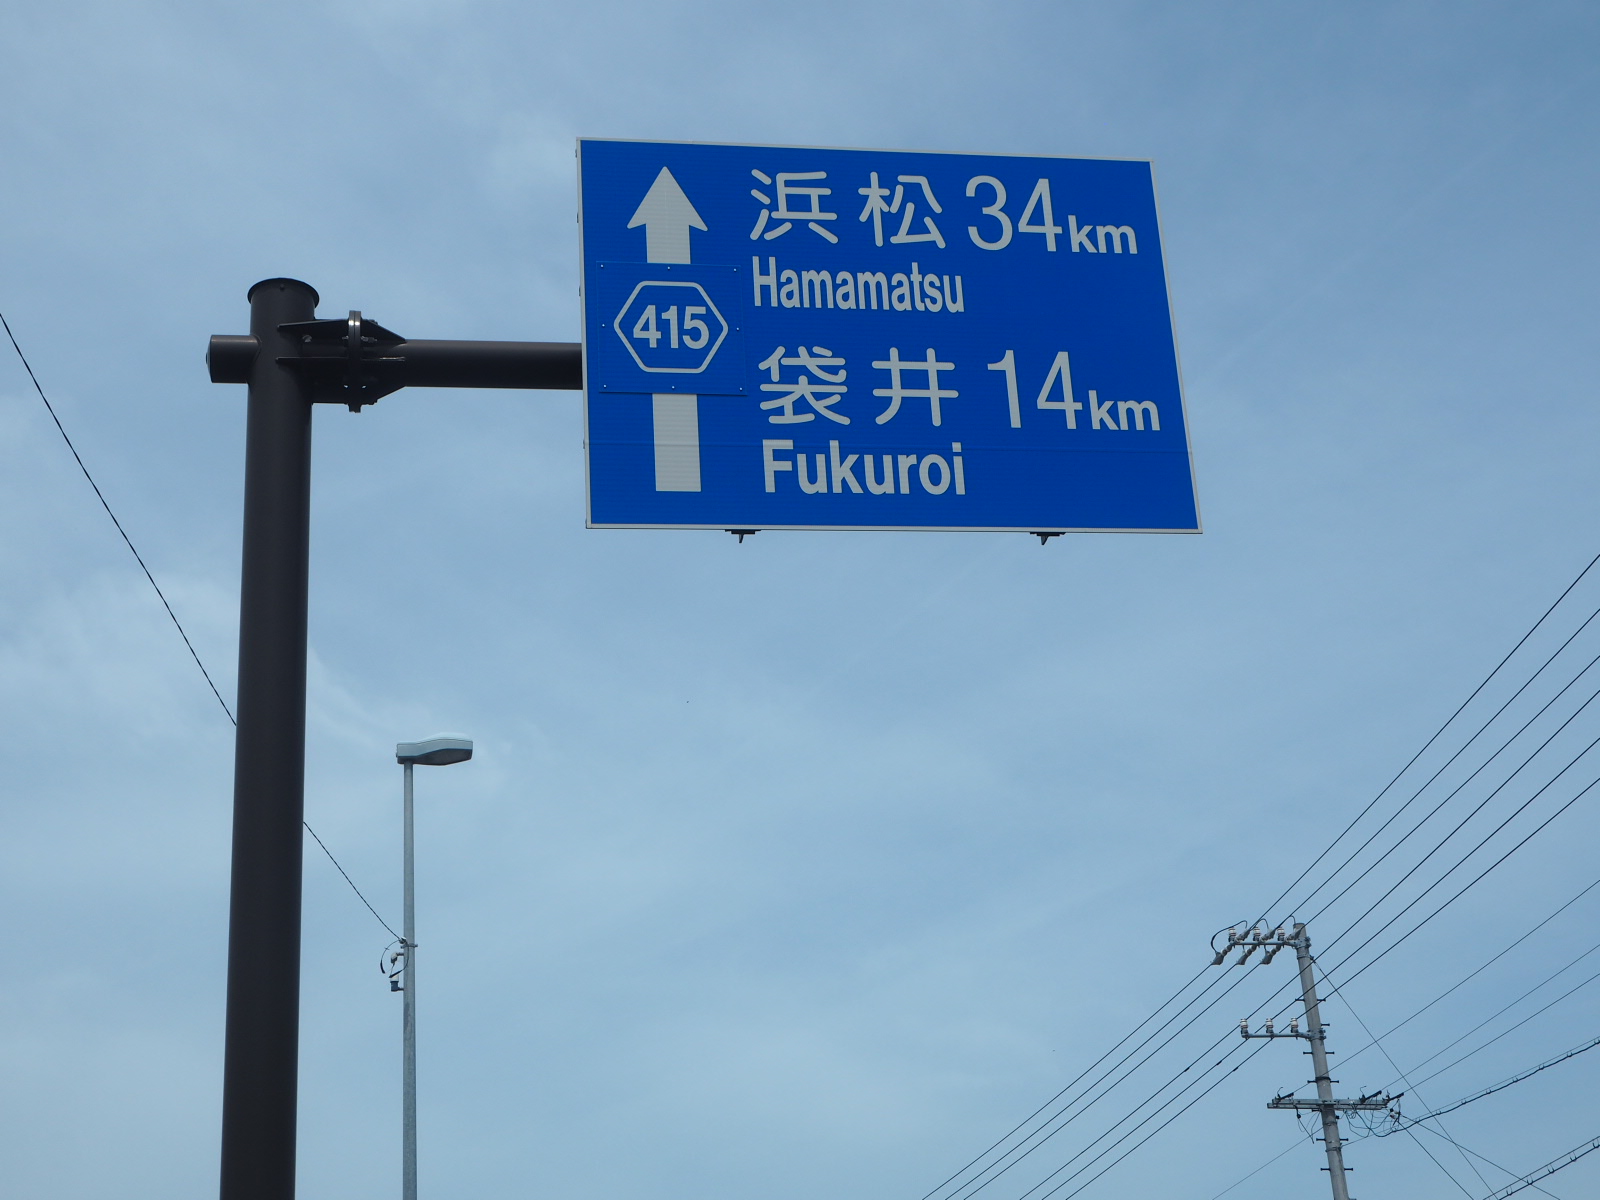 浜松 34km
Hamamatsu
415
袋井 14km
Fukuroi